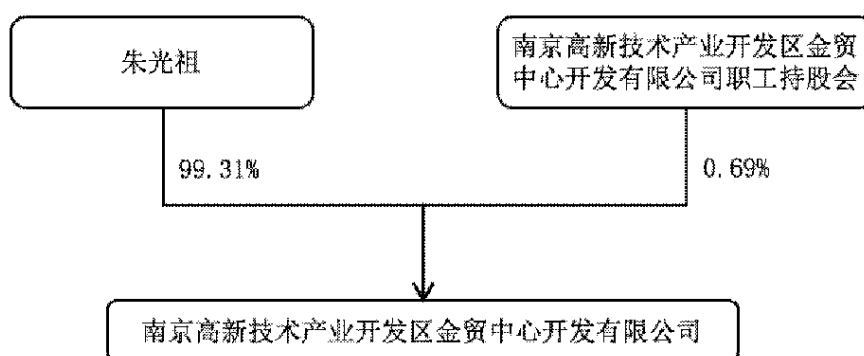 朱光祖
南京高新技术产业开发区金贸
中心开发有限公司职工持股会
99.31%
0.69%
南京高新技术产业开发区金贸中心开发有限公司